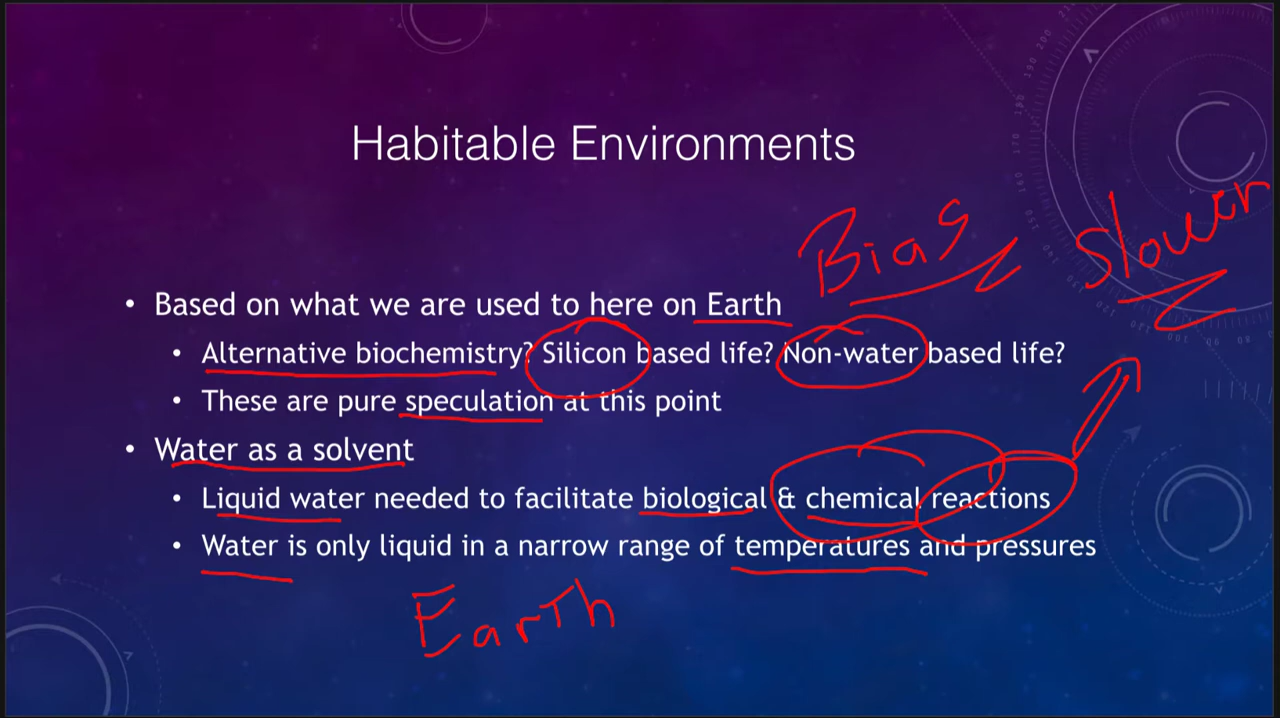 Habitable Environments
Bias
Slower
• Based on what we are used to here on Earth
• Alternative biochemistry? Silicon based life? Non-water based life?
• These are pure speculation at this point
• Water as a solvent
• Liquid water needed to facilitate biological & chemical reactions
• Water is only liquid in a narrow range of temperatures and pressures
Earth